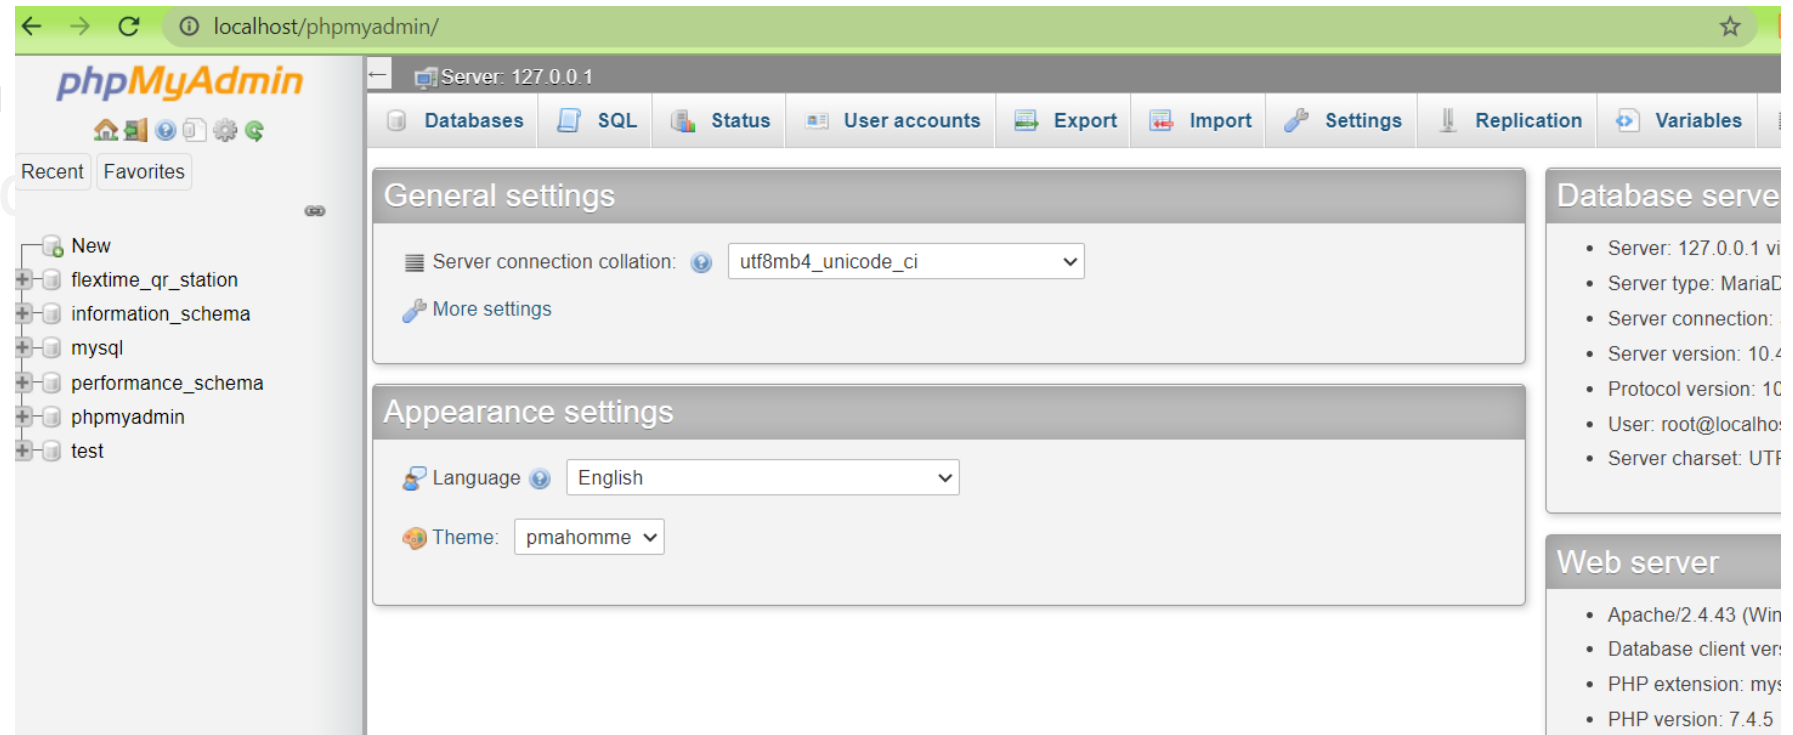 localhost/phpmyadmin/
phpMyAdmin
Recent Favorites
New
flextime_qr_station
information_schema
mysql
performance_schema
phpmyadmin
test
Server: 127.0.0.1
Databases SQL Status User accounts Export Import Settings Replication Variables
General settings
Server connection collation: utf8mb4_unicode_ci
More settings
Appearance settings
Language English
Theme: pmahomme
Database serve
Server: 127.0.0.1 vi
Server type: Maria
Server connection:
Server version: 10.4
Protocol version: 10
User: root@localho
Server charset: UT
Web server
Apache/2.4.43 (Win
Database client ver
PHP extension: mys
PHP version: 7.4.5